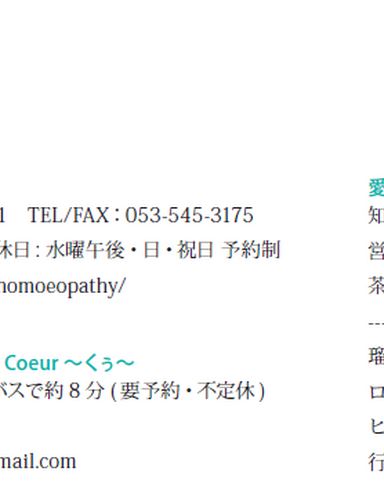 1 TEL/FAX：053-545-3175
休日：水曜午後・日・祝日 予約制
homoeopathy/
Coeur 〜くぅ〜
バスで約 8 分 ( 要予約・不定休 )
mail.com
愛
知
営
茶
---
瑠
ロ
ヒ
行